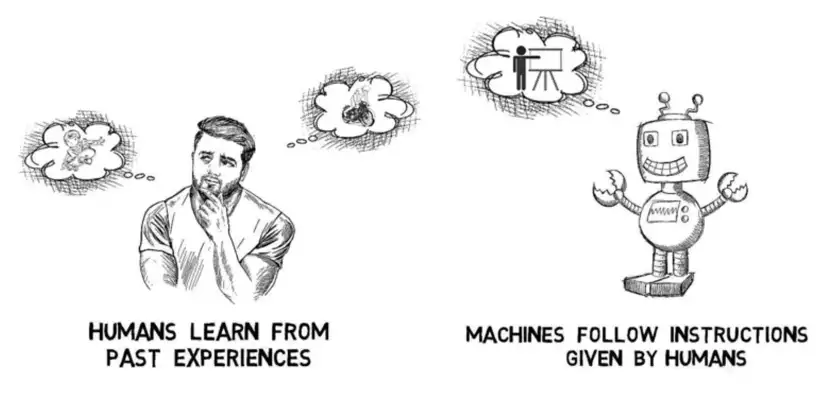 HUMANS LEARN FROM
PAST EXPERIENCES
MACHINES FOLLOW INSTRUCTIONS
GIVEN BY HUMANS